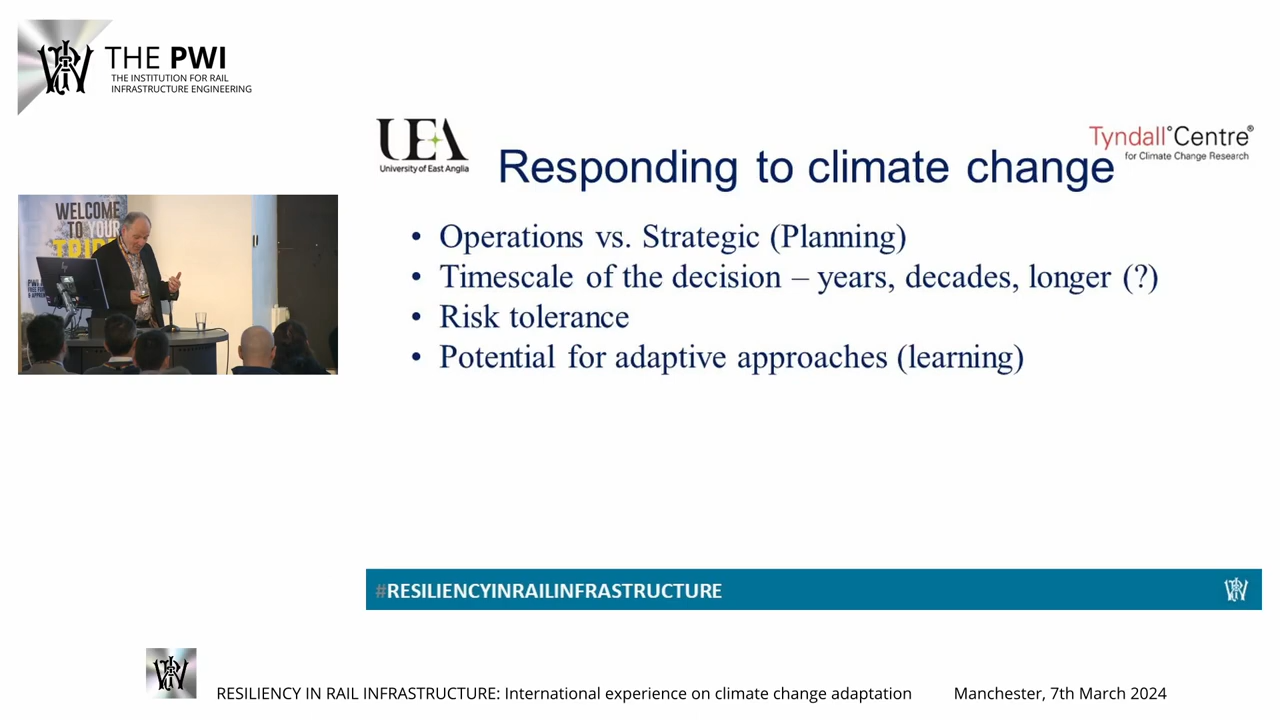 THE PWI
THE INSTITUTION FOR RAIL
INFRASTRUCTURE ENGINEERING
UEA
University of East Anglia
Tyndall°Centre®
for Climate Change Research
Responding to climate change
• Operations vs. Strategic (Planning)
• Timescale of the decision – years, decades, longer (?)
• Risk tolerance
• Potential for adaptive approaches (learning)
WELCOME
TO YOUR
#RESILIENCYINRAILINFRASTRUCTURE
RESILIENCY IN RAIL INFRASTRUCTURE: International experience on climate change adaptation
Manchester, 7th March 2024